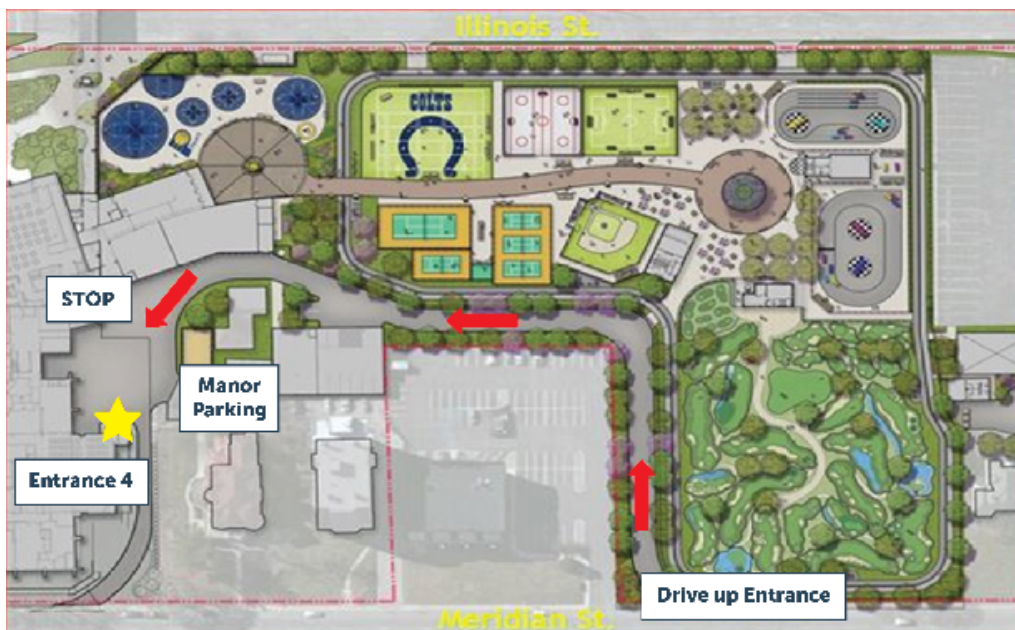 Illinois St.
COLTS
STOP
Manor
Parking
Entrance 4
Drive up Entrance
Meridian St.